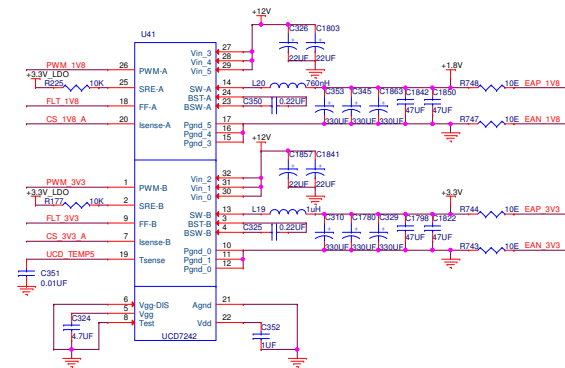 +12V
U41
C326 C1803
27
Vin_3
28
Vin_4
29
Vin_5
22UF 22UF
PWM_1V8 26 PWM-A
+3.3V_LDO
R225 10K 25 SRE-A
SW-A 14 L20 760nH
+1.8V
R748 10E EAP_1V8
BST-A 24
FLT_1V8 18 FF-A
BSW-A 23 C350 0.22UF
C353 C345 C1863 C1842 C1850
330UF 330UF 330UF 47UF 47UF
CS_1V8_A 20 Isense-A
Pgnd_5 17
Pgnd_4 16
Pgnd_3 15
R747 10E EAN_1V8
+12V
C1857 C1841
Vin_2 32
Vin_1 31
Vin_0 30
22UF 22UF
PWM_3V3 1 PWM-B
+3.3V_LDO
R177 10K 2 SRE-B
SW-B 13 L19 1uH
+3.3V
R744 10E EAP_3V3
BST-B 3
FLT_3V3 9 FF-B
BSW-B 4 C325 0.22UF
C310 C1780 C329 C1798 C1822
330UF 330UF 330UF 47UF 47UF
CS_3V3_A 7 Isense-B
Pgnd_0 10
Pgnd_1 11
Pgnd_0 12
R743 10E EAN_3V3
UCD_TEMP5 19 Tsense
C351
0.01UF
6 Vgg-DIS
5 Vgg
8 Test
Agnd 21
Vdd 22
C324
4.7UF
C352
1UF
UCD7242